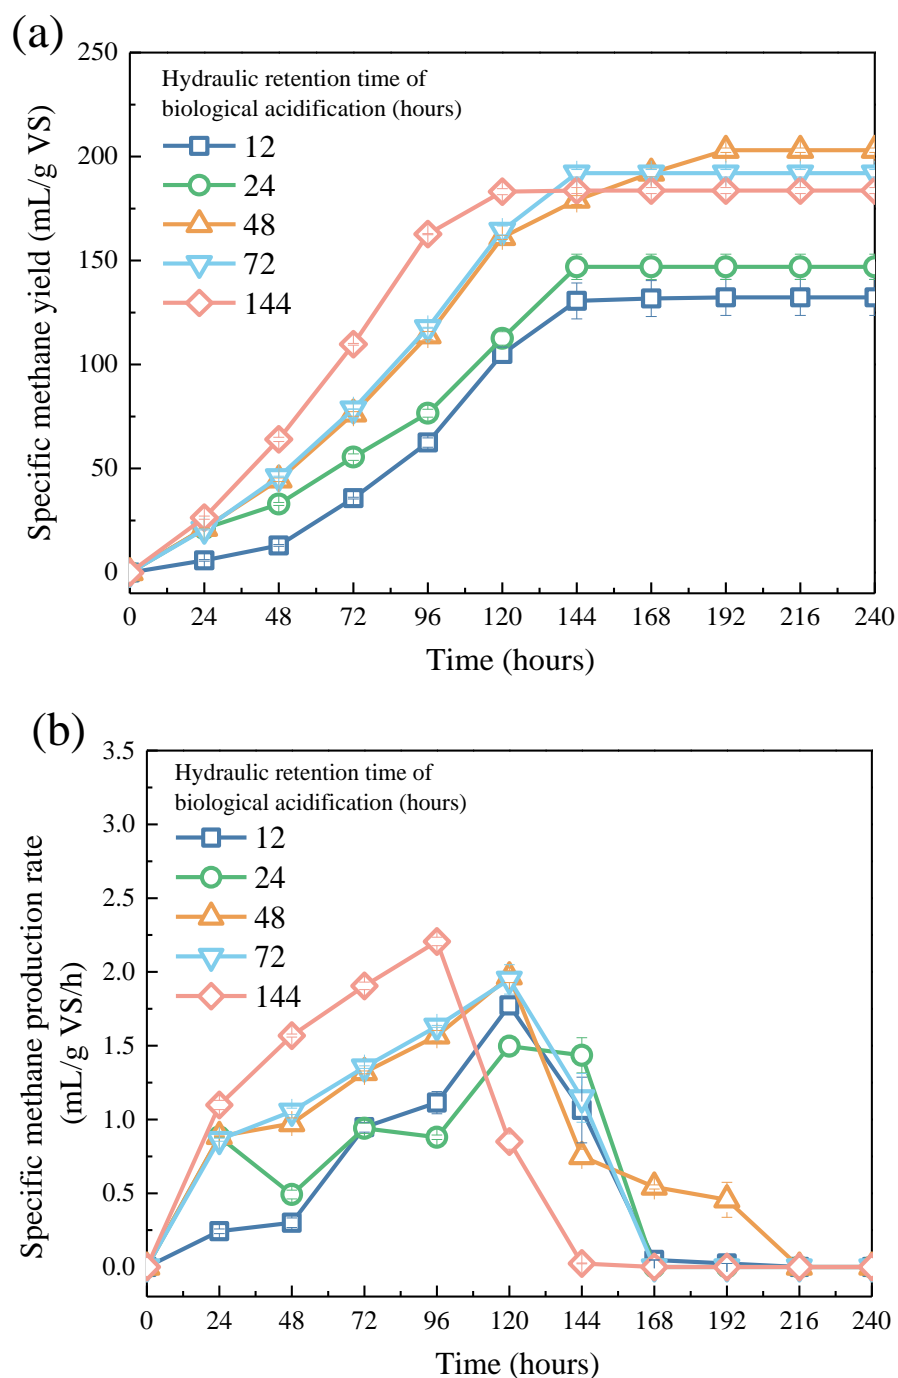 (a)
Specific methane yield (mL/g VS)
250
200
150
100
50
0
Hydraulic retention time of
biological acidification (hours)
12
24
48
72
144
0 24 48 72 96 120 144 168 192 216 240
Time (hours)
(b)
Specific methane production rate
(mL/g VS/h)
3.5
3.0
2.5
2.0
1.5
1.0
0.5
0.0
Hydraulic retention time of
biological acidification (hours)
12
24
48
72
144
0 24 48 72 96 120 144 168 192 216 240
Time (hours)